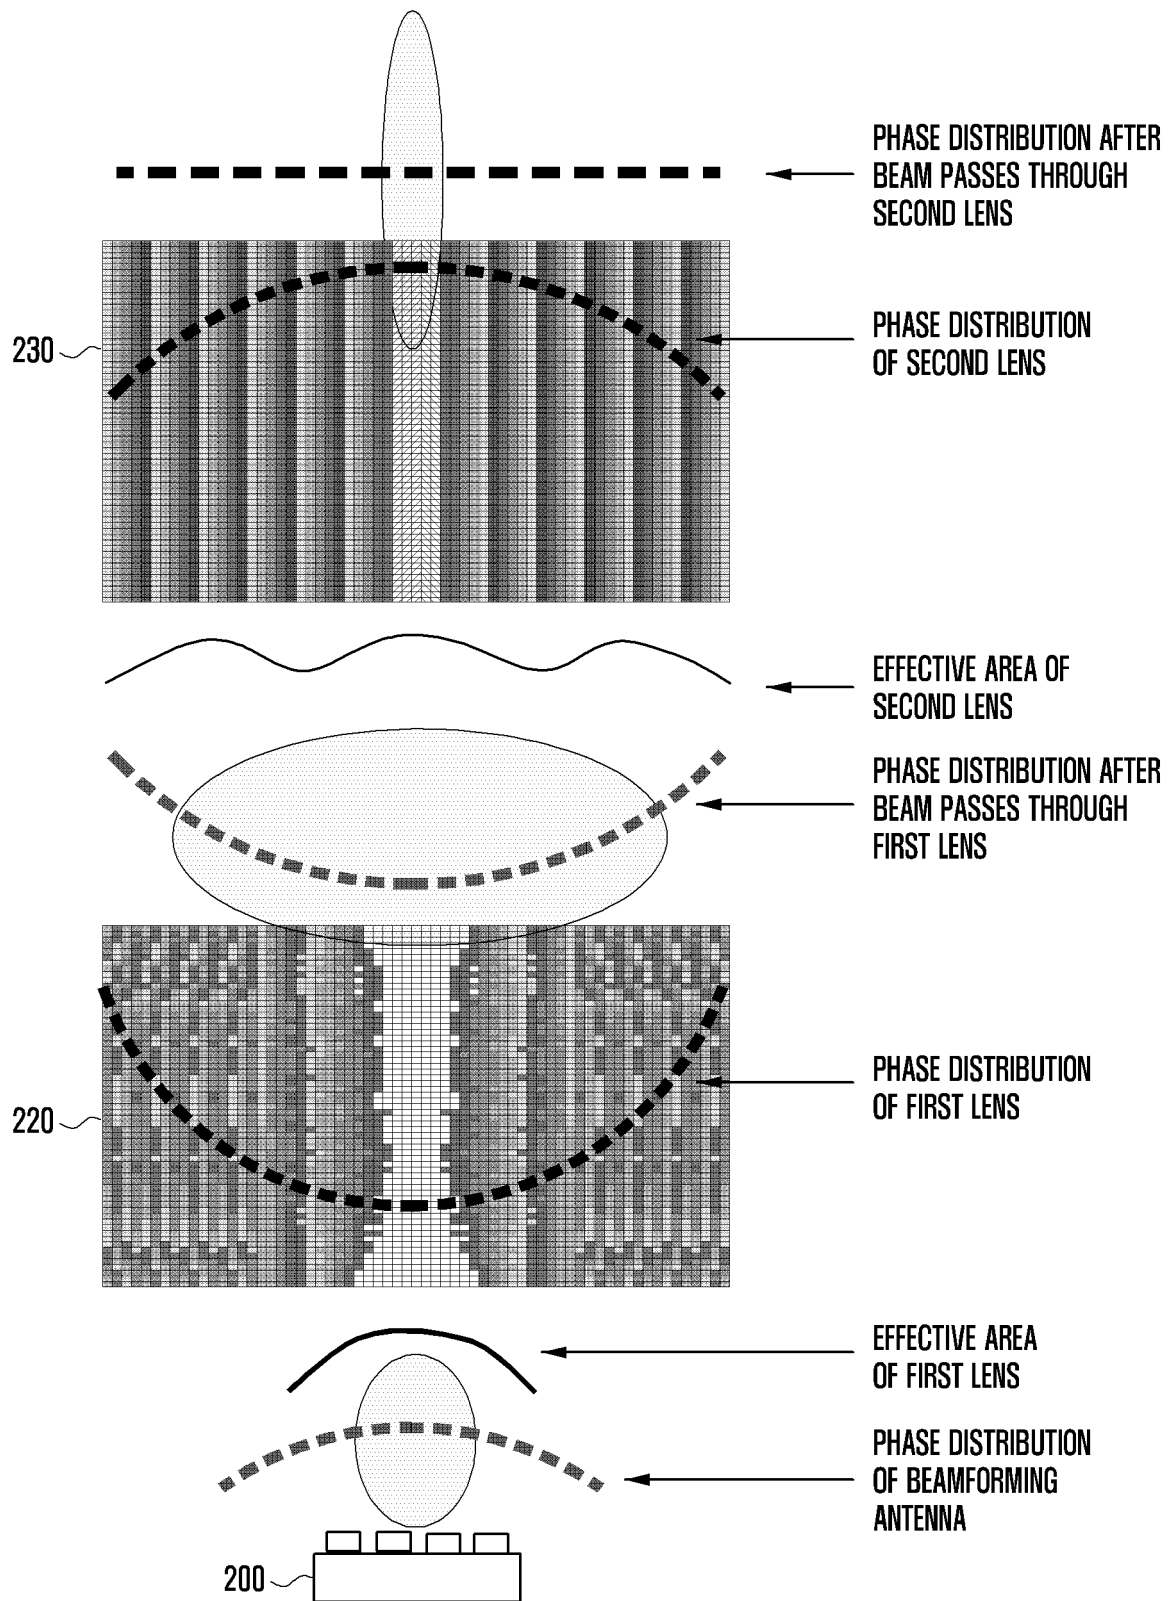 PHASE DISTRIBUTION AFTER
BEAM PASSES THROUGH
SECOND LENS
230
PHASE DISTRIBUTION
OF SECOND LENS
EFFECTIVE AREA OF
SECOND LENS
PHASE DISTRIBUTION AFTER
BEAM PASSES THROUGH
FIRST LENS
220
PHASE DISTRIBUTION
OF FIRST LENS
EFFECTIVE AREA
OF FIRST LENS
PHASE DISTRIBUTION
OF BEAMFORMING
ANTENNA
200